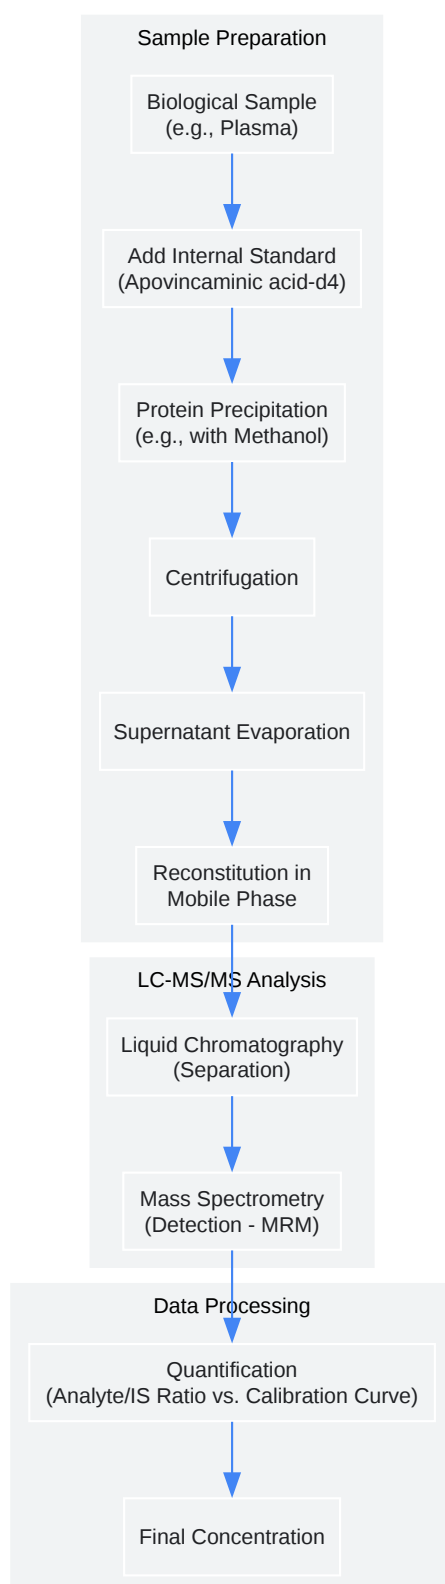 Sample Preparation
Biological Sample
(e.g., Plasma)
Add Internal Standard
(Apovincaminic acid-d4)
Protein Precipitation
(e.g., with Methanol)
Centrifugation
Supernatant Evaporation
Reconstitution in
Mobile Phase
LC-MS/MS Analysis
Liquid Chromatography
(Separation)
Mass Spectrometry
(Detection - MRM)
Data Processing
Quantification
(Analyte/IS Ratio vs. Calibration Curve)
Final Concentration